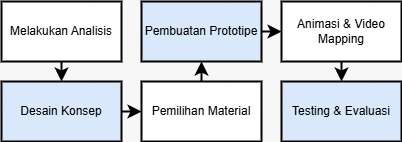 Melakukan Analisis
Desain Konsep
Pemilihan Material
Pembuatan Prototipe
Animasi & Video
Mapping
Testing & Evaluasi